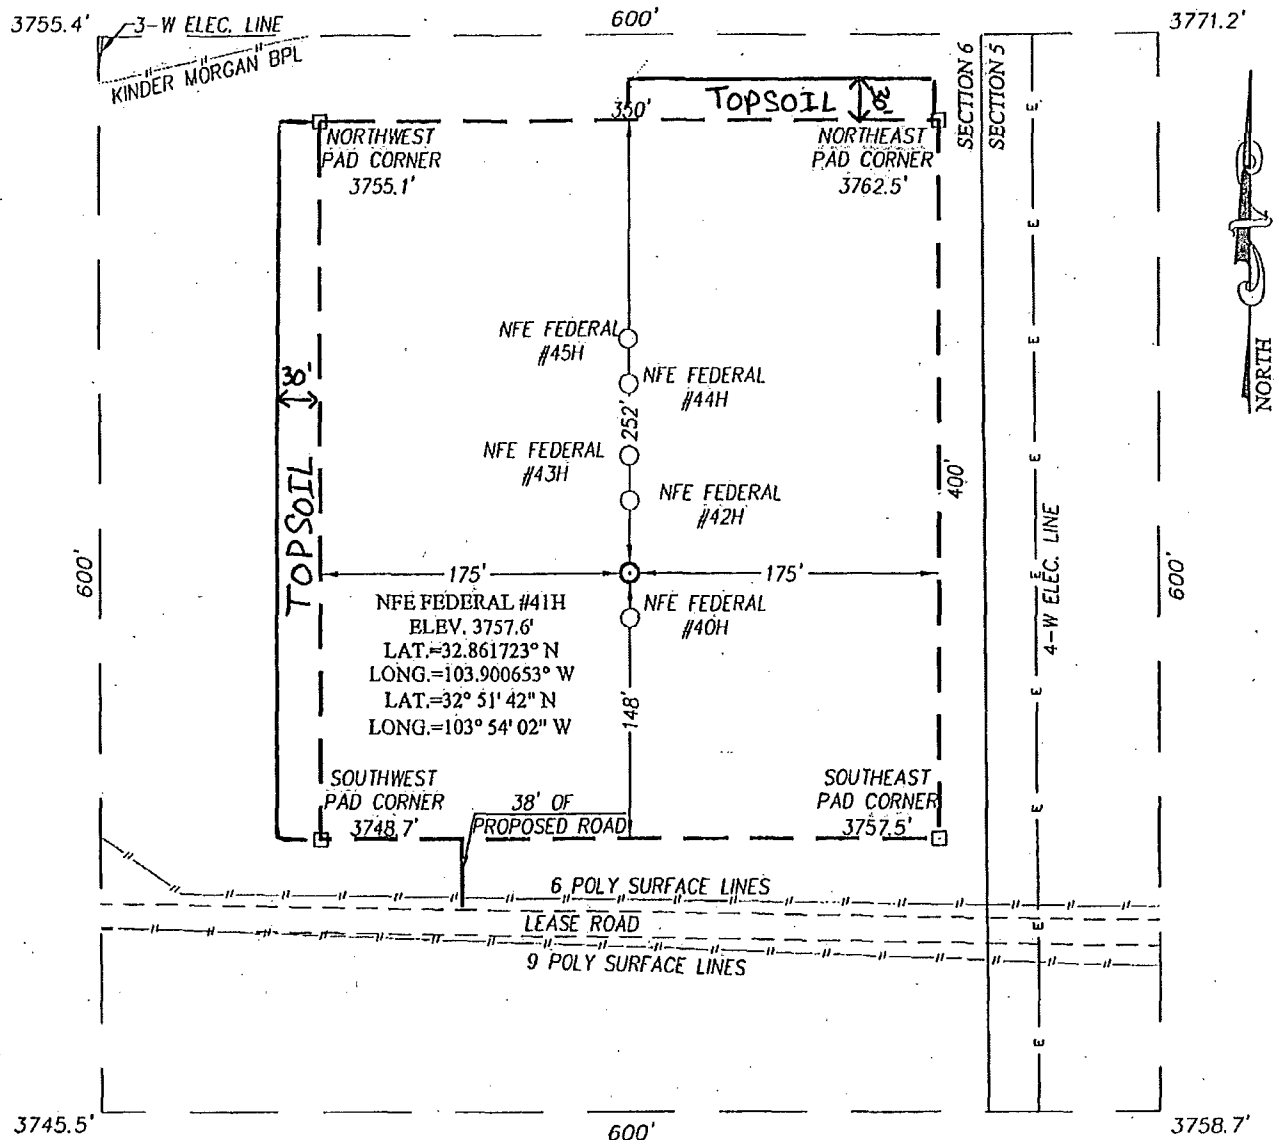 3755.4'
3-W ELEC. LINE
600'
3771.2'
KINDER MORGAN BPL
SECTION 6
SECTION 5
TOPSOIL
350'
NORTHWEST
PAD CORNER
3755.1'
NORTHEAST
PAD CORNER
3762.5'
E
E
NORTH
NFE FEDERAL
#45H
E
NFE FEDERAL
#44H
30'
252'
NFE FEDERAL
#43H
E
NFE FEDERAL
#42H
400'
TOPSOIL
4-W ELEC. LINE
600'
175'
175'
E
600'
NFE FEDERAL #41H
ELEV. 3757.6'
LAT.=32.861723° N
LONG.=103.900653° W
LAT.=32° 51' 42" N
LONG.=103° 54' 02" W
NFE FEDERAL
#40H
148'
E
SOUTHWEST
PAD CORNER
3748.7'
38' OF
PROPOSED ROAD
SOUTHEAST
PAD CORNER
3757.5'
E
6 POLY SURFACE LINES
LEASE ROAD
E
9 POLY SURFACE LINES
E
3745.5'
600'
3758.7'